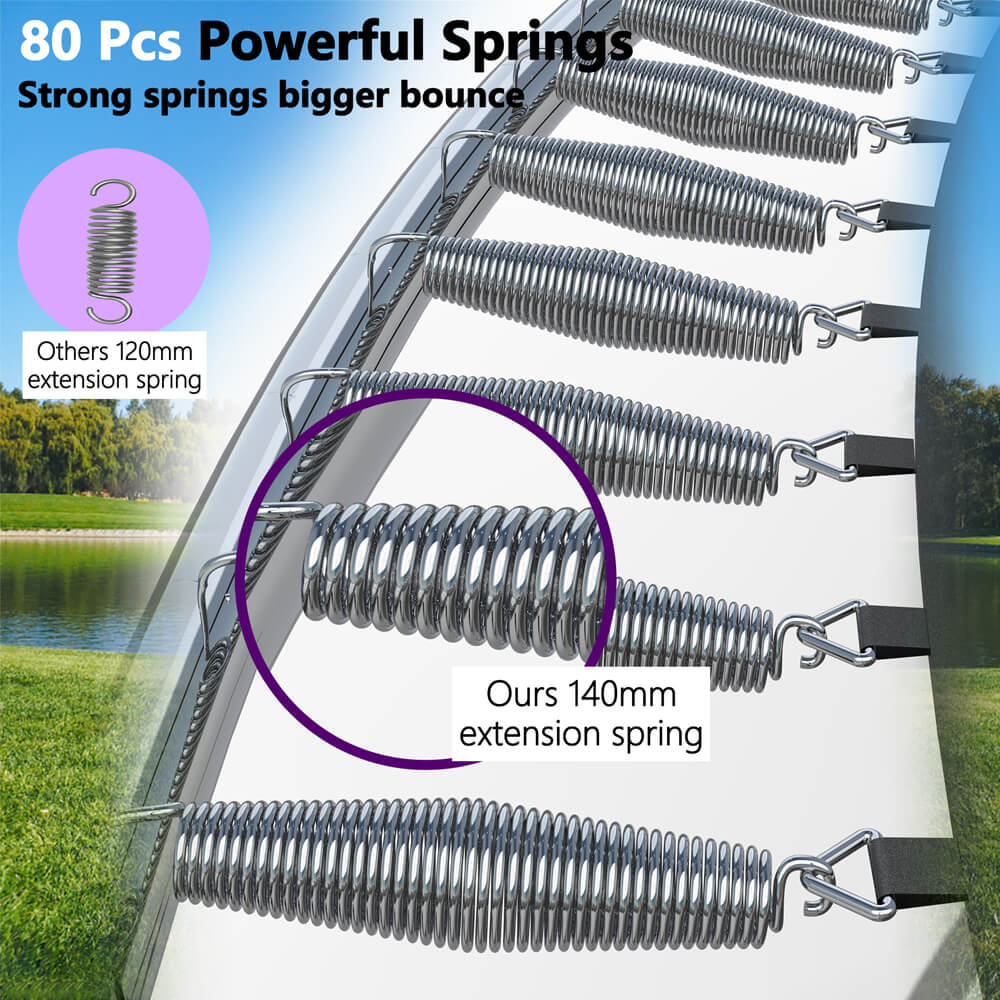 80 Pcs Powerful Springs
Strong springs bigger bounce
Others 120mm
extension spring
Ours 140mm
extension spring